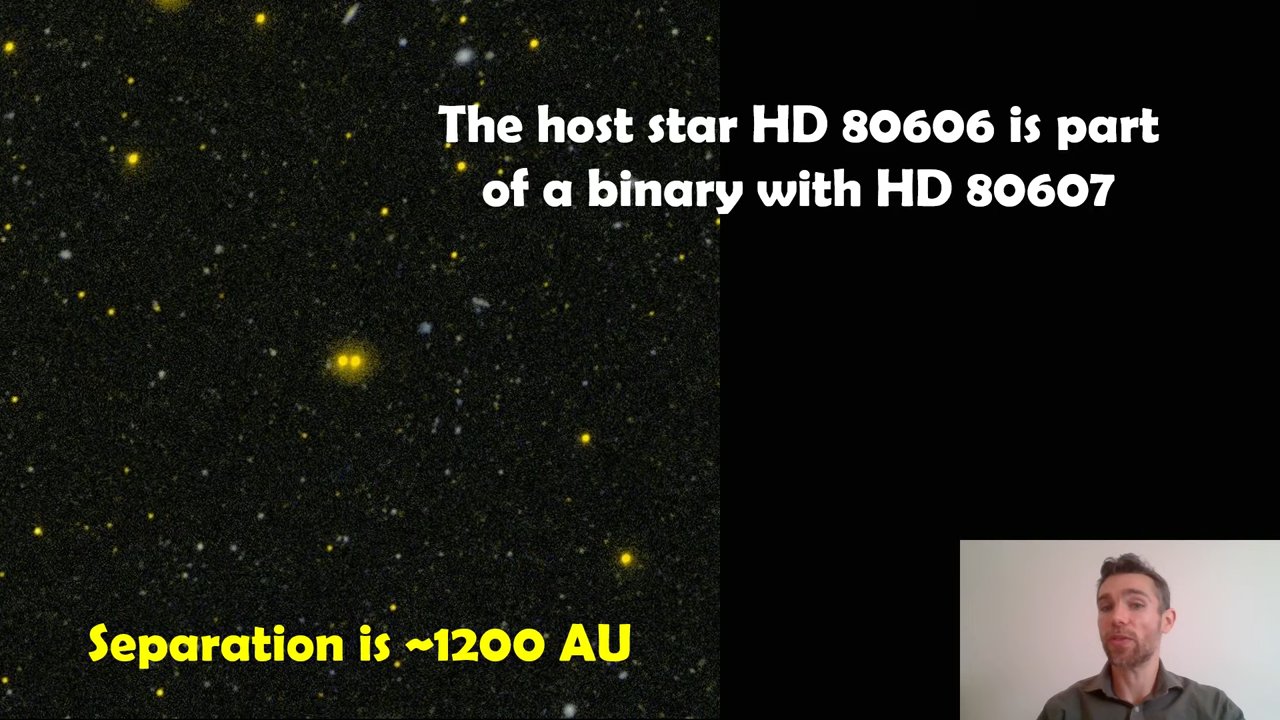 The host star HD 80606 is part
of a binary with HD 80607
Separation is ~1200 AU